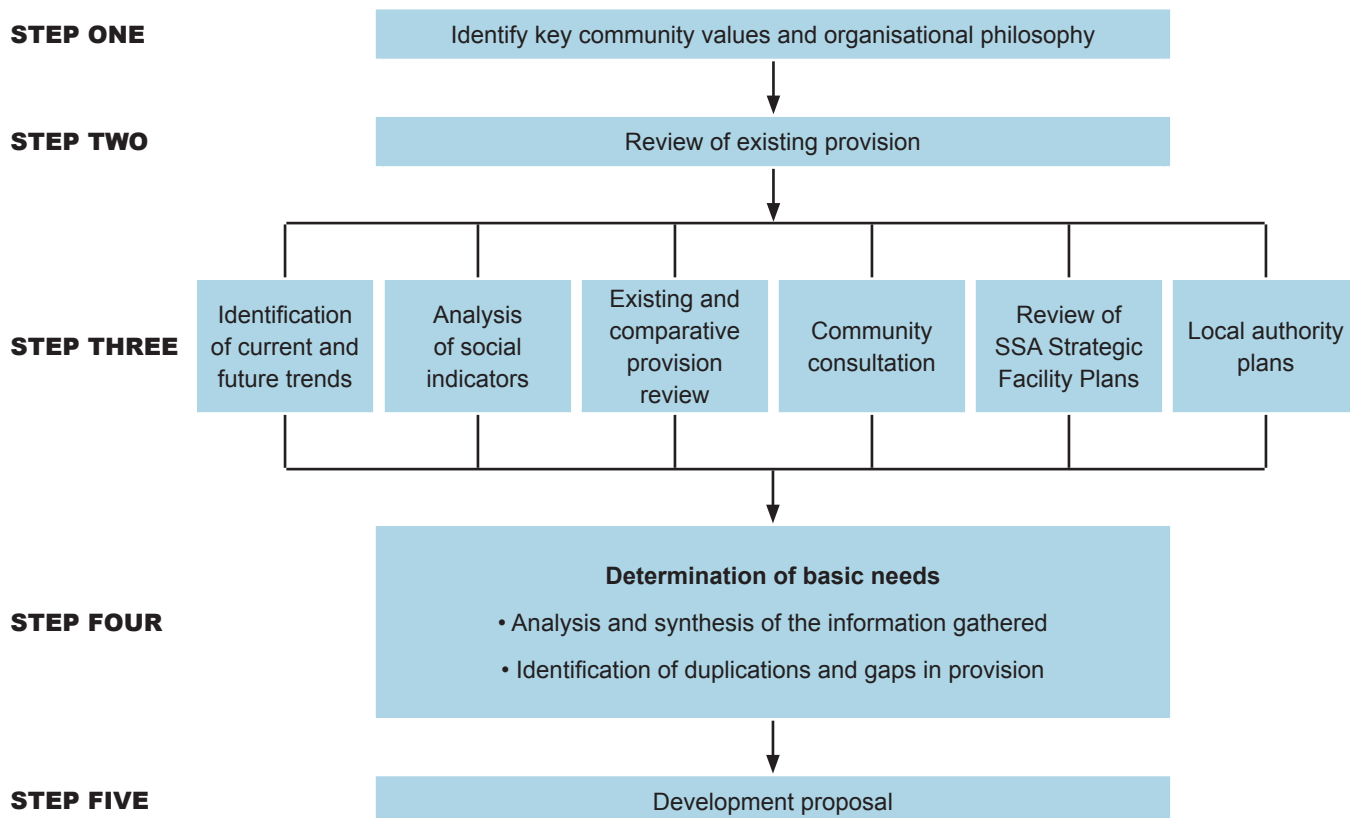 STEP ONE
Identify key community values and organisational philosophy
STEP TWO
Review of existing provision
STEP THREE
Identification
of current and
future trends
Analysis
of social
indicators
Existing and
comparative
provision
review
Community
consultation
Review of
SSA Strategic
Facility Plans
Local authority
plans
STEP FOUR
Determination of basic needs
• Analysis and synthesis of the information gathered
• Identification of duplications and gaps in provision
STEP FIVE
Development proposal